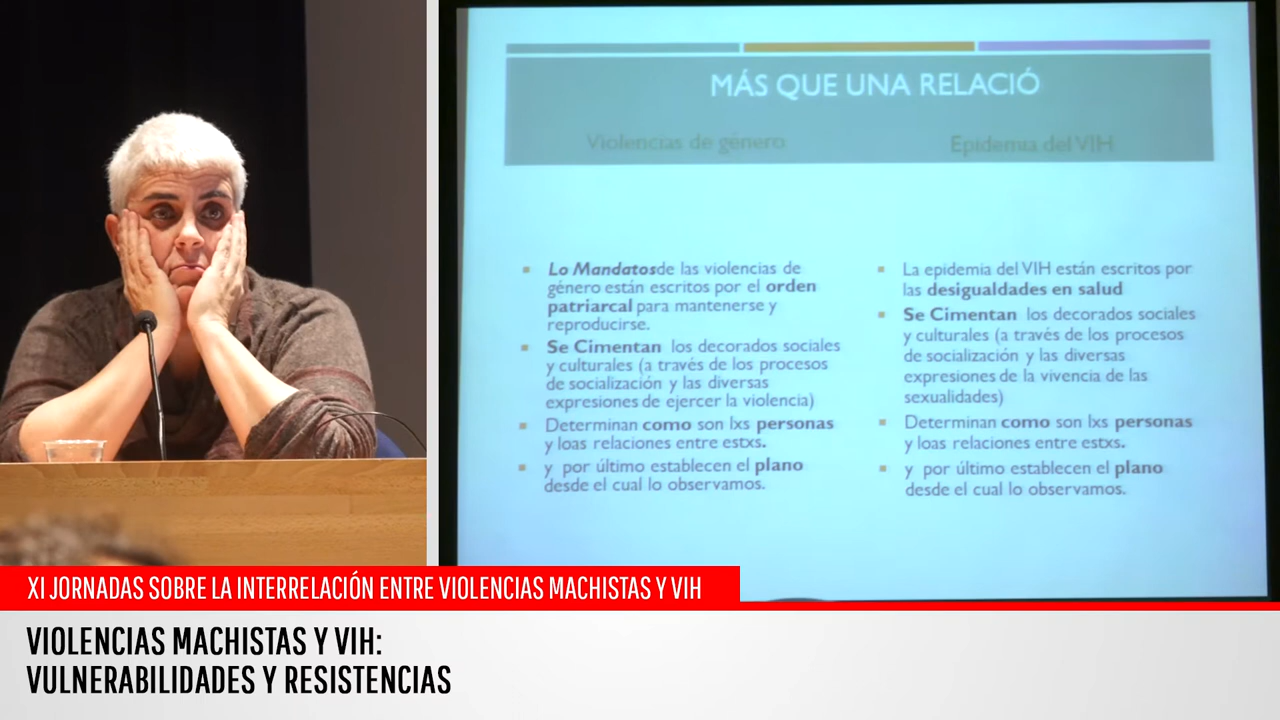 MÁS QUE UNA RELACIÓ
Violencias de género
Epidemia del VIH
▪ Lo Mandatosde las violencias de
género están escritos por el orden
patriarcal para mantenerse y
reproducirse.
▪ Se Cimentan los decorados sociales
y culturales (a través de los procesos
de socialización y las diversas
expresiones de ejercer la violencia)
▪ Determinan como son lxs personas
y loas relaciones entre estxs.
▪ y por último establecen el plano
desde el cual lo observamos.
▪ La epidemia del VIH están escritos por
las desigualdades en salud
▪ Se Cimentan los decorados sociales
y culturales (a través de los procesos
de socialización y las diversas
expresiones de la vivencia de las
sexualidades)
▪ Determinan como son lxs personas
y loas relaciones entre estxs.
▪ y por último establecen el plano
desde el cual lo observamos.
XI JORNADAS SOBRE LA INTERRELACIÓN ENTRE VIOLENCIAS MACHISTAS Y VIH
VIOLENCIAS MACHISTAS Y VIH:
VULNERABILIDADES Y RESISTENCIAS